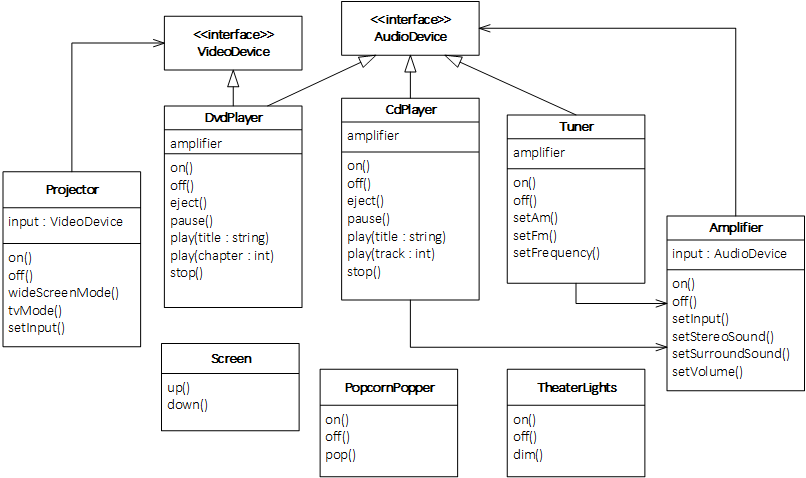 <<interface>>
VideoDevice
<<interface>>
AudioDevice
DvdPlayer
amplifier
on()
off()
eject()
pause()
play(title : string)
play(chapter : int)
stop()
CdPlayer
amplifier
on()
off()
eject()
pause()
play(title : string)
play(track : int)
stop()
Tuner
amplifier
on()
off()
setAm()
setFm()
setFrequency()
Projector
input : VideoDevice
on()
off()
wideScreenMode()
tvMode()
setInput()
Amplifier
input : AudioDevice
on()
off()
setInput()
setStereoSound()
setSurroundSound()
setVolume()
Screen
up()
down()
PopcornPopper
on()
off()
pop()
TheaterLights
on()
off()
dim()